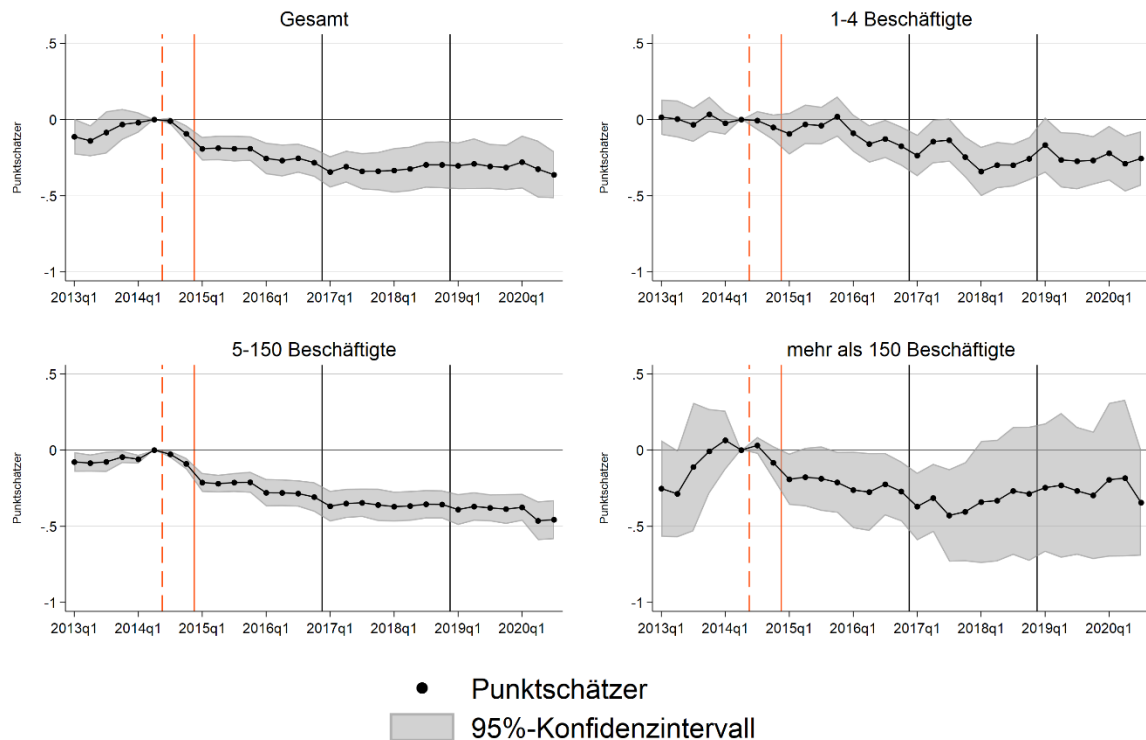 Gesamt
Punktschätzer
.5
0
-.5
-1
2013q1 2014q1 2015q1 2016q1 2017q1 2018q1 2019q1 2020q1
1-4 Beschäftigte
Punktschätzer
.5
0
-.5
-1
2013q1 2014q1 2015q1 2016q1 2017q1 2018q1 2019q1 2020q1
5-150 Beschäftigte
Punktschätzer
.5
0
-.5
-1
2013q1 2014q1 2015q1 2016q1 2017q1 2018q1 2019q1 2020q1
mehr als 150 Beschäftigte
Punktschätzer
.5
0
-.5
-1
2013q1 2014q1 2015q1 2016q1 2017q1 2018q1 2019q1 2020q1
Punktschätzer
95%-Konfidenzintervall